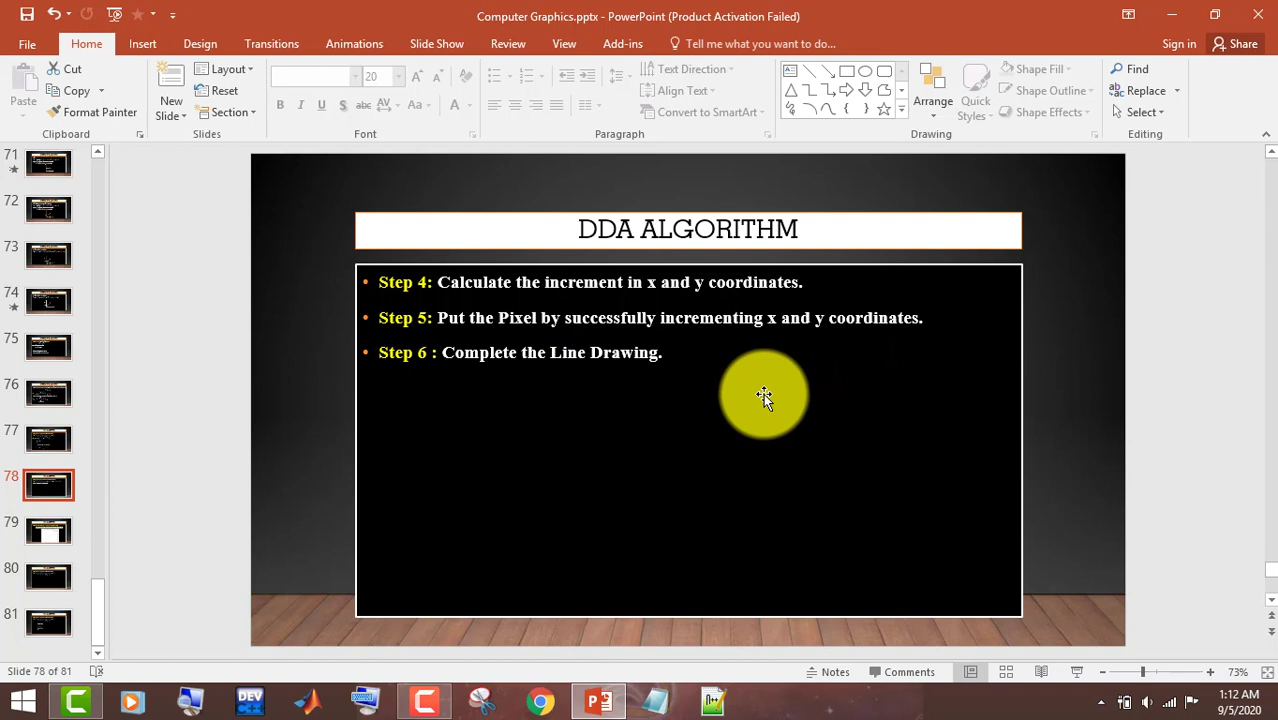 Computer Graphics.pptx - PowerPoint (Product Activation Failed)
File Home Insert Design Transitions Animations Slide Show Review View Add-ins Tell me what you want to do... Sign in Share
Paste
Cut
Copy
Format Painter
Clipboard
New Slide
Layout
Reset
Section
Slides
20
B I U S abc AV Aa A
Font
Text Direction
Align Text
Convert to SmartArt
Paragraph
Arrange
Quick Styles
Shape Fill
Shape Outline
Shape Effects
Drawing
Find
Replace
Select
Editing
71
72
73
74
75
76
77
78
79
80
81
DDA ALGORITHM
• Step 4: Calculate the increment in x and y coordinates.
• Step 5: Put the Pixel by successfully incrementing x and y coordinates.
• Step 6 : Complete the Line Drawing.
Slide 78 of 81
Notes Comments 73%
DEV
1:12 AM
9/5/2020